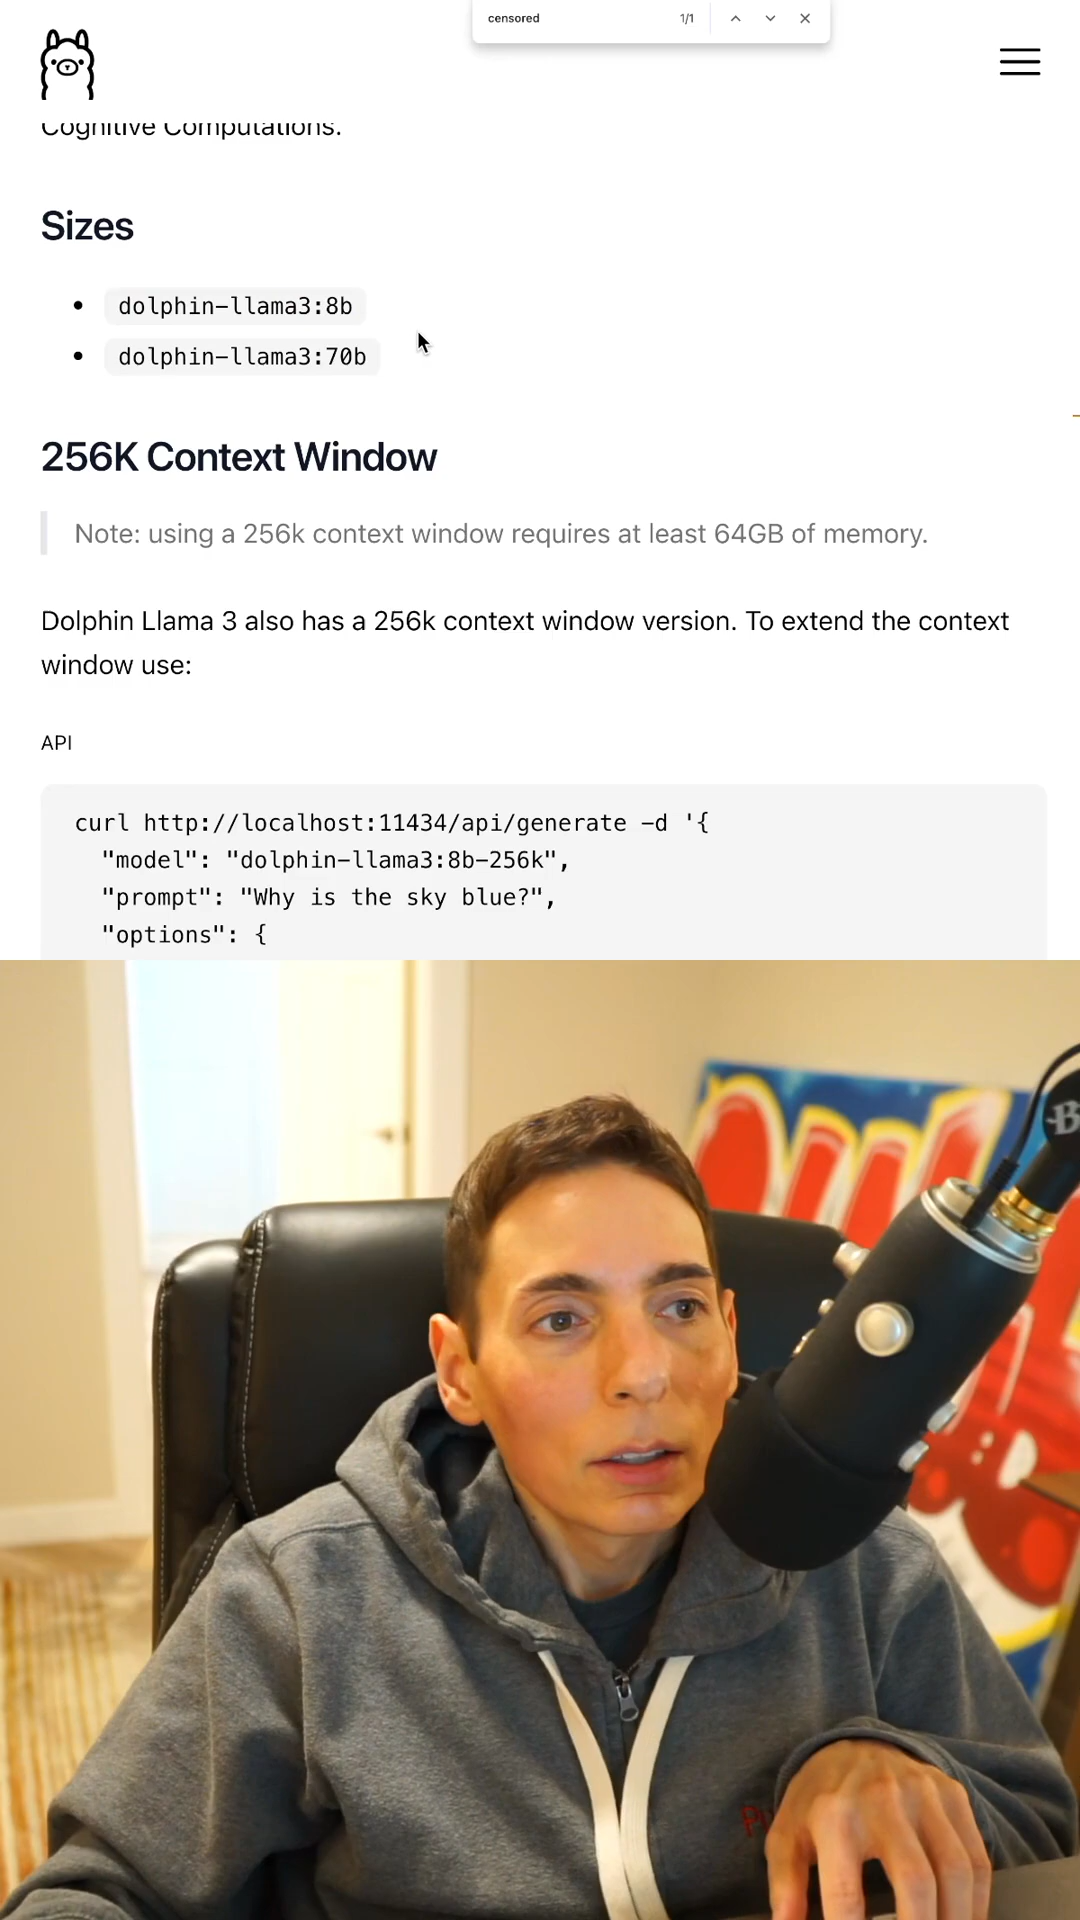 censored 1/1
Cognitive Computations.
Sizes
dolphin-llama3:8b
dolphin-llama3:70b
256K Context Window
Note: using a 256k context window requires at least 64GB of memory.
Dolphin Llama 3 also has a 256k context window version. To extend the context
window use:
API
curl http://localhost:11434/api/generate -d '{
"model": "dolphin-llama3:8b-256k",
"prompt": "Why is the sky blue?",
"options": {